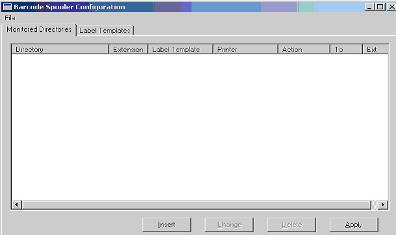 Barcode Spooler Configuration
File
Monitored Directories Label Templates
Directory Extension Label Template Printer Action To Ext
Insert Change Delete Apply